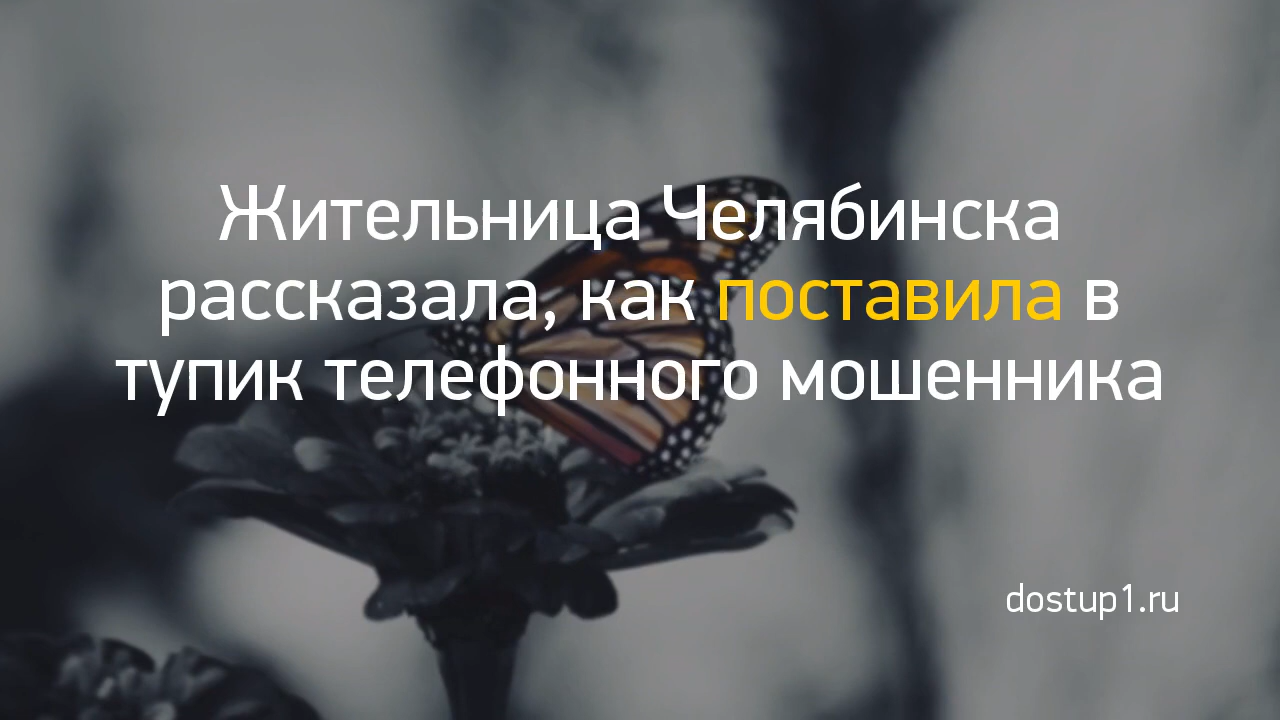 Жительница Челябинска
рассказала, как поставила в
тупик телефонного мошенника
dostup1.ru